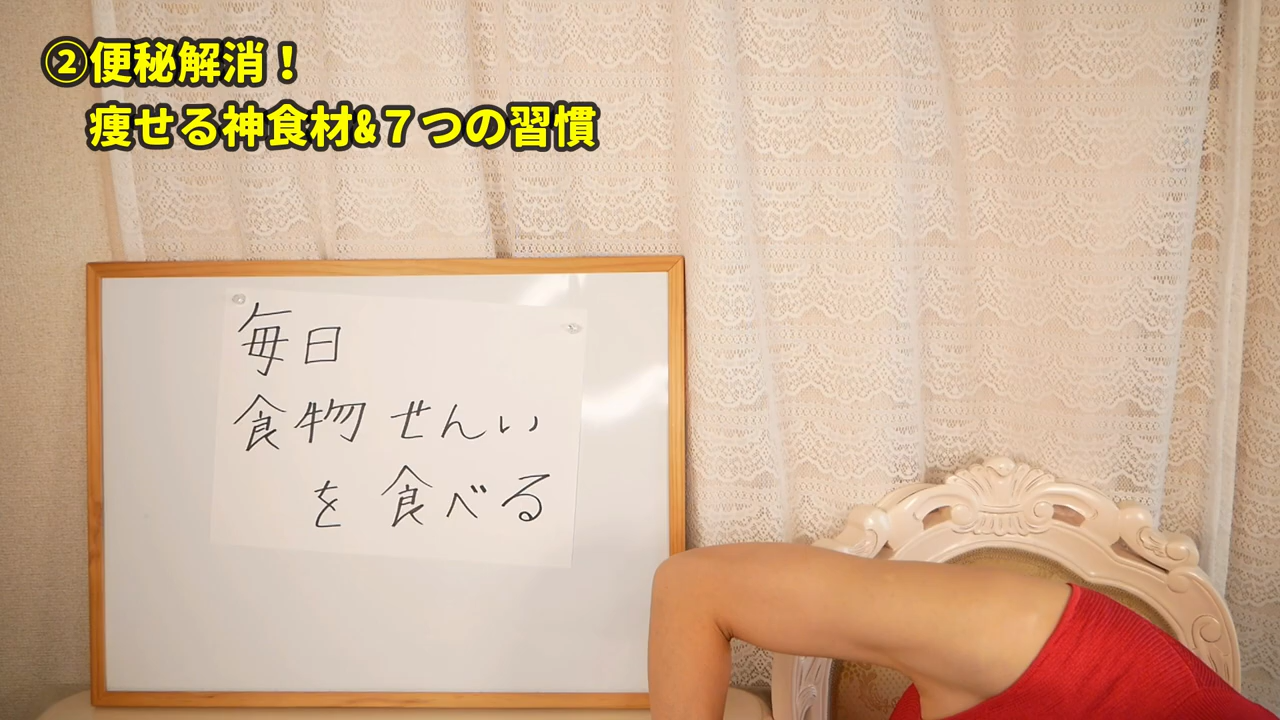 ②便秘解消！
痩せる神食材&７つの習慣
毎日
食物せんい
を食べる